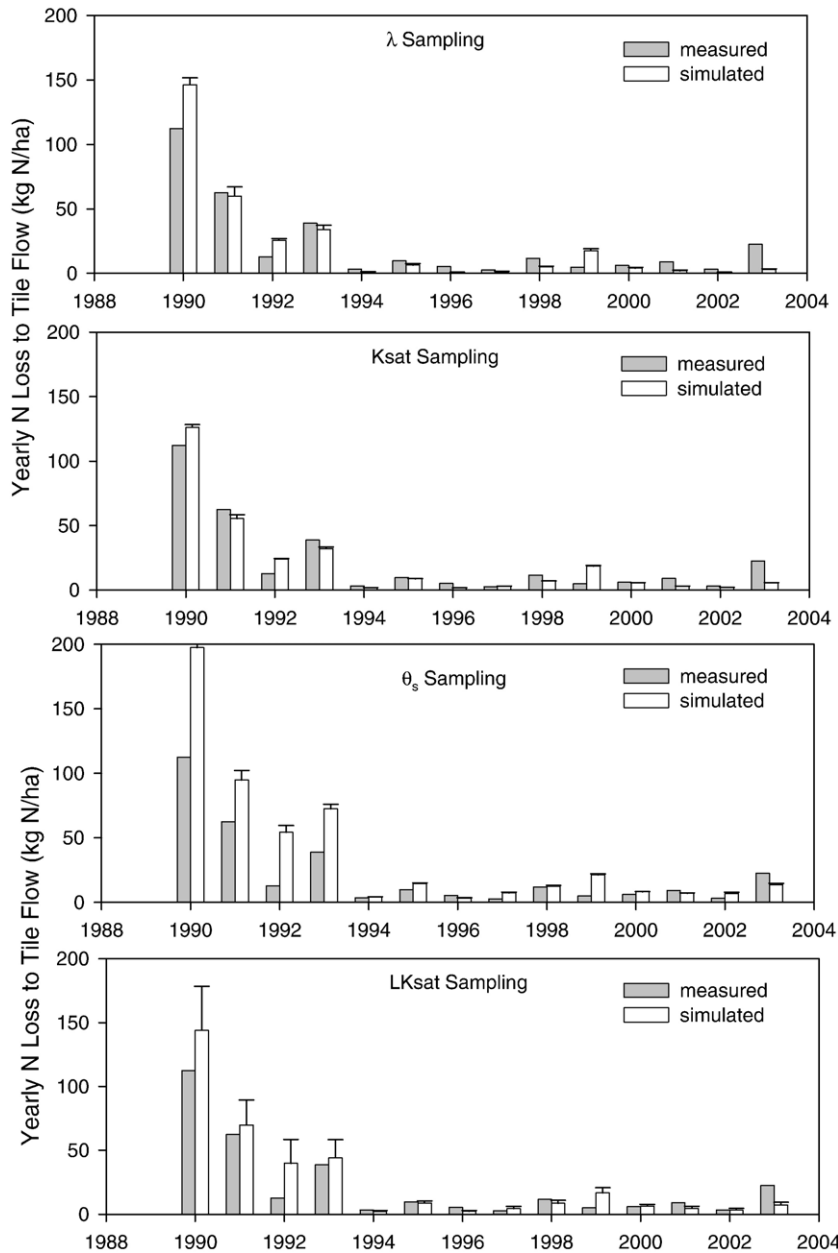 Yearly N Loss to Tile Flow (kg N/ha)
λ Sampling
measured
simulated
200
150
100
50
0
1988 1990 1992 1994 1996 1998 2000 2002 2004
Ksat Sampling
measured
simulated
200
150
100
50
0
1988 1990 1992 1994 1996 1998 2000 2002 2004
Yearly N Loss to Tile Flow (kg N/ha)
θs Sampling
measured
simulated
200
150
100
50
0
1988 1990 1992 1994 1996 1998 2000 2002 2004
LKsat Sampling
measured
simulated
200
150
100
50
0
1988 1990 1992 1994 1996 1998 2000 2002 2004